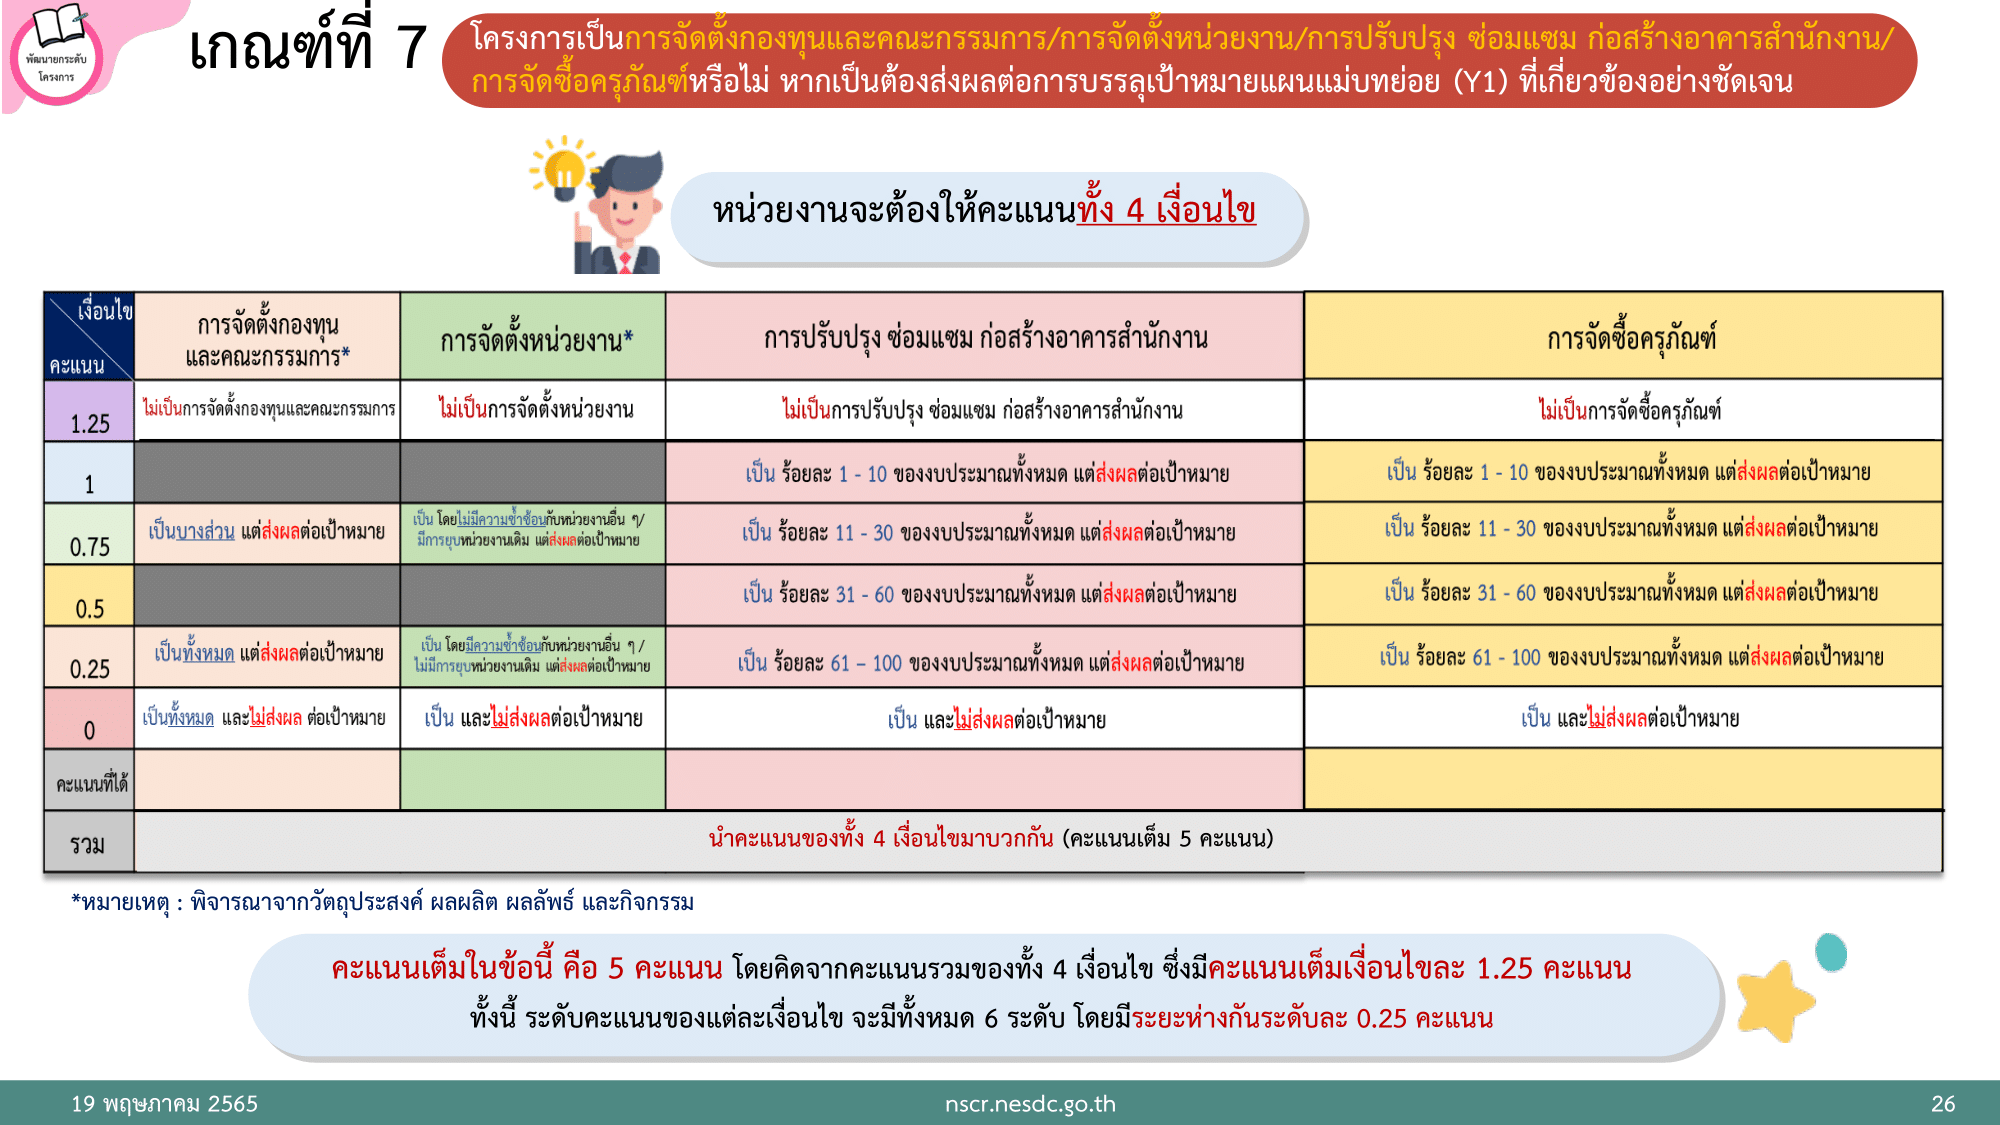 พัฒนายกระดับ
โครงการ
เกณฑ์ที่ 7
โครงการเป็นการจัดตั้งกองทุนและคณะกรรมการ/การจัดตั้งหน่วยงาน/การปรับปรุง ซ่อมแซม ก่อสร้างอาคารสำนักงาน/
การจัดซื้อครุภัณฑ์หรือไม่ หากเป็นต้องส่งผลต่อการบรรลุเป้าหมายแผนแม่บทย่อย (Y1) ที่เกี่ยวข้องอย่างชัดเจน
หน่วยงานจะต้องให้คะแนนทั้ง 4 เงื่อนไข
เงื่อนไข
คะแนน
การจัดตั้งกองทุน
และคณะกรรมการ*
การจัดตั้งหน่วยงาน*
การปรับปรุง ซ่อมแซม ก่อสร้างอาคารสำนักงาน
การจัดซื้อครุภัณฑ์
1.25
ไม่เป็นการจัดตั้งกองทุนและคณะกรรมการ
ไม่เป็นการจัดตั้งหน่วยงาน
ไม่เป็นการปรับปรุง ซ่อมแซม ก่อสร้างอาคารสำนักงาน
ไม่เป็นการจัดซื้อครุภัณฑ์
1
เป็น ร้อยละ 1 - 10 ของงบประมาณทั้งหมด แต่ส่งผลต่อเป้าหมาย
เป็น ร้อยละ 1 - 10 ของงบประมาณทั้งหมด แต่ส่งผลต่อเป้าหมาย
0.75
เป็นบางส่วน แต่ส่งผลต่อเป้าหมาย
เป็น โดยไม่มีความซ้ำซ้อนกับหน่วยงานอื่น ๆ/
มีการยุบหน่วยงานเดิม แต่ส่งผลต่อเป้าหมาย
เป็น ร้อยละ 11 - 30 ของงบประมาณทั้งหมด แต่ส่งผลต่อเป้าหมาย
เป็น ร้อยละ 11 - 30 ของงบประมาณทั้งหมด แต่ส่งผลต่อเป้าหมาย
0.5
เป็น ร้อยละ 31 - 60 ของงบประมาณทั้งหมด แต่ส่งผลต่อเป้าหมาย
เป็น ร้อยละ 31 - 60 ของงบประมาณทั้งหมด แต่ส่งผลต่อเป้าหมาย
0.25
เป็นทั้งหมด แต่ส่งผลต่อเป้าหมาย
เป็น โดยมีความซ้ำซ้อนกับหน่วยงานอื่น ๆ /
ไม่มีการยุบหน่วยงานเดิม แต่ส่งผลต่อเป้าหมาย
เป็น ร้อยละ 61 – 100 ของงบประมาณทั้งหมด แต่ส่งผลต่อเป้าหมาย
เป็น ร้อยละ 61 - 100 ของงบประมาณทั้งหมด แต่ส่งผลต่อเป้าหมาย
0
เป็นทั้งหมด และไม่ส่งผล ต่อเป้าหมาย
เป็น และไม่ส่งผลต่อเป้าหมาย
เป็น และไม่ส่งผลต่อเป้าหมาย
เป็น และไม่ส่งผลต่อเป้าหมาย
คะแนนที่ได้
รวม
นำคะแนนของทั้ง 4 เงื่อนไขมาบวกกัน (คะแนนเต็ม 5 คะแนน)
*หมายเหตุ : พิจารณาจากวัตถุประสงค์ ผลผลิต ผลลัพธ์ และกิจกรรม
คะแนนเต็มในข้อนี้ คือ 5 คะแนน โดยคิดจากคะแนนรวมของทั้ง 4 เงื่อนไข ซึ่งมีคะแนนเต็มเงื่อนไขละ 1.25 คะแนน
ทั้งนี้ ระดับคะแนนของแต่ละเงื่อนไข จะมีทั้งหมด 6 ระดับ โดยมีระยะห่างกันระดับละ 0.25 คะแนน
19 พฤษภาคม 2565
nscr.nesdc.go.th
26